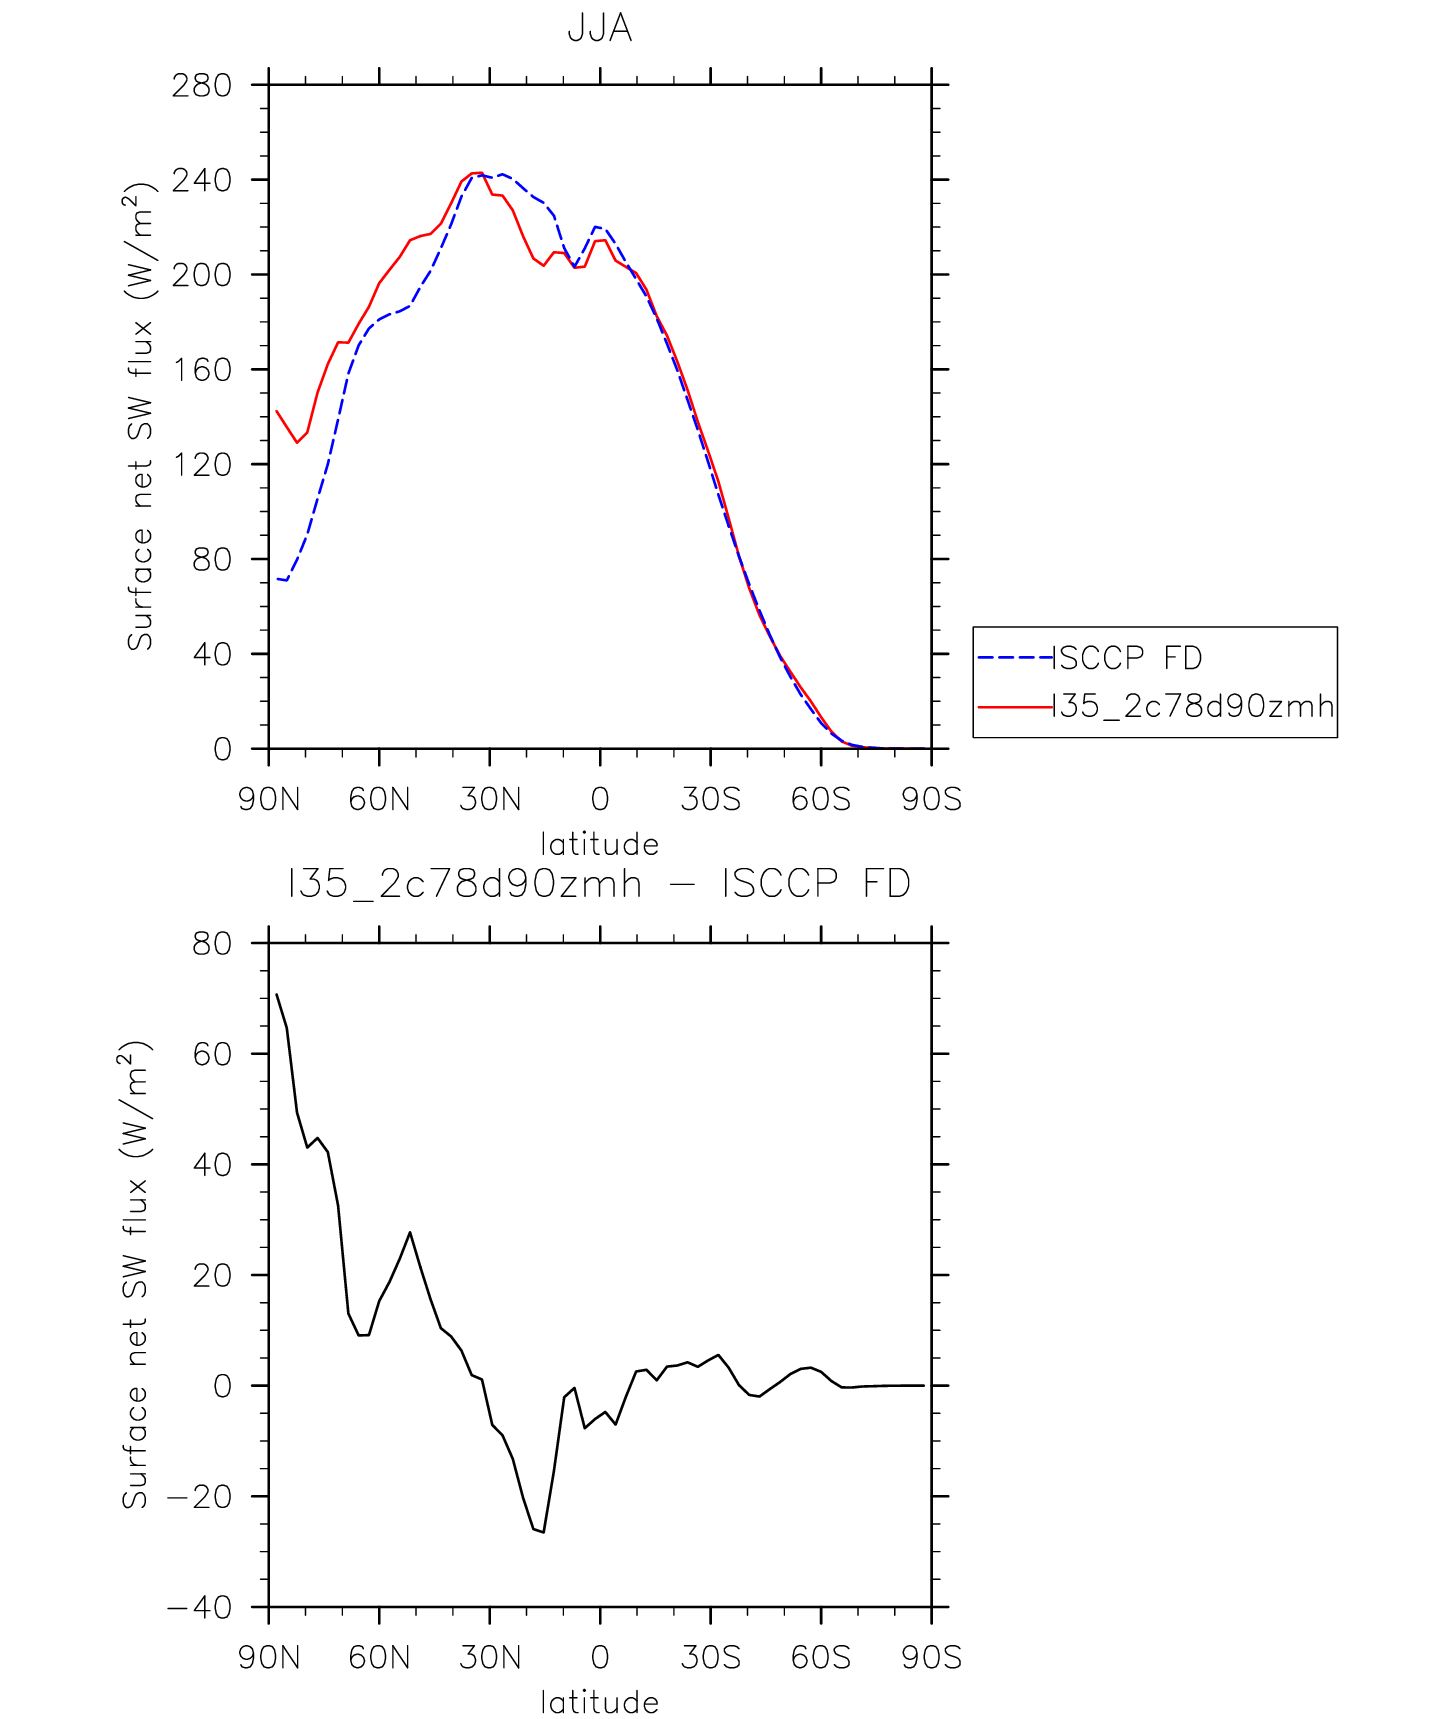 JJA
280
240
200
160
120
80
40
0
Surface net SW flux (W/m²)
90N 60N 30N 0 30S 60S 90S
latitude
ISCCP FD
I35_2c78d90zmh
I35_2c78d90zmh − ISCCP FD
80
60
40
20
0
−20
−40
Surface net SW flux (W/m²)
90N 60N 30N 0 30S 60S 90S
latitude